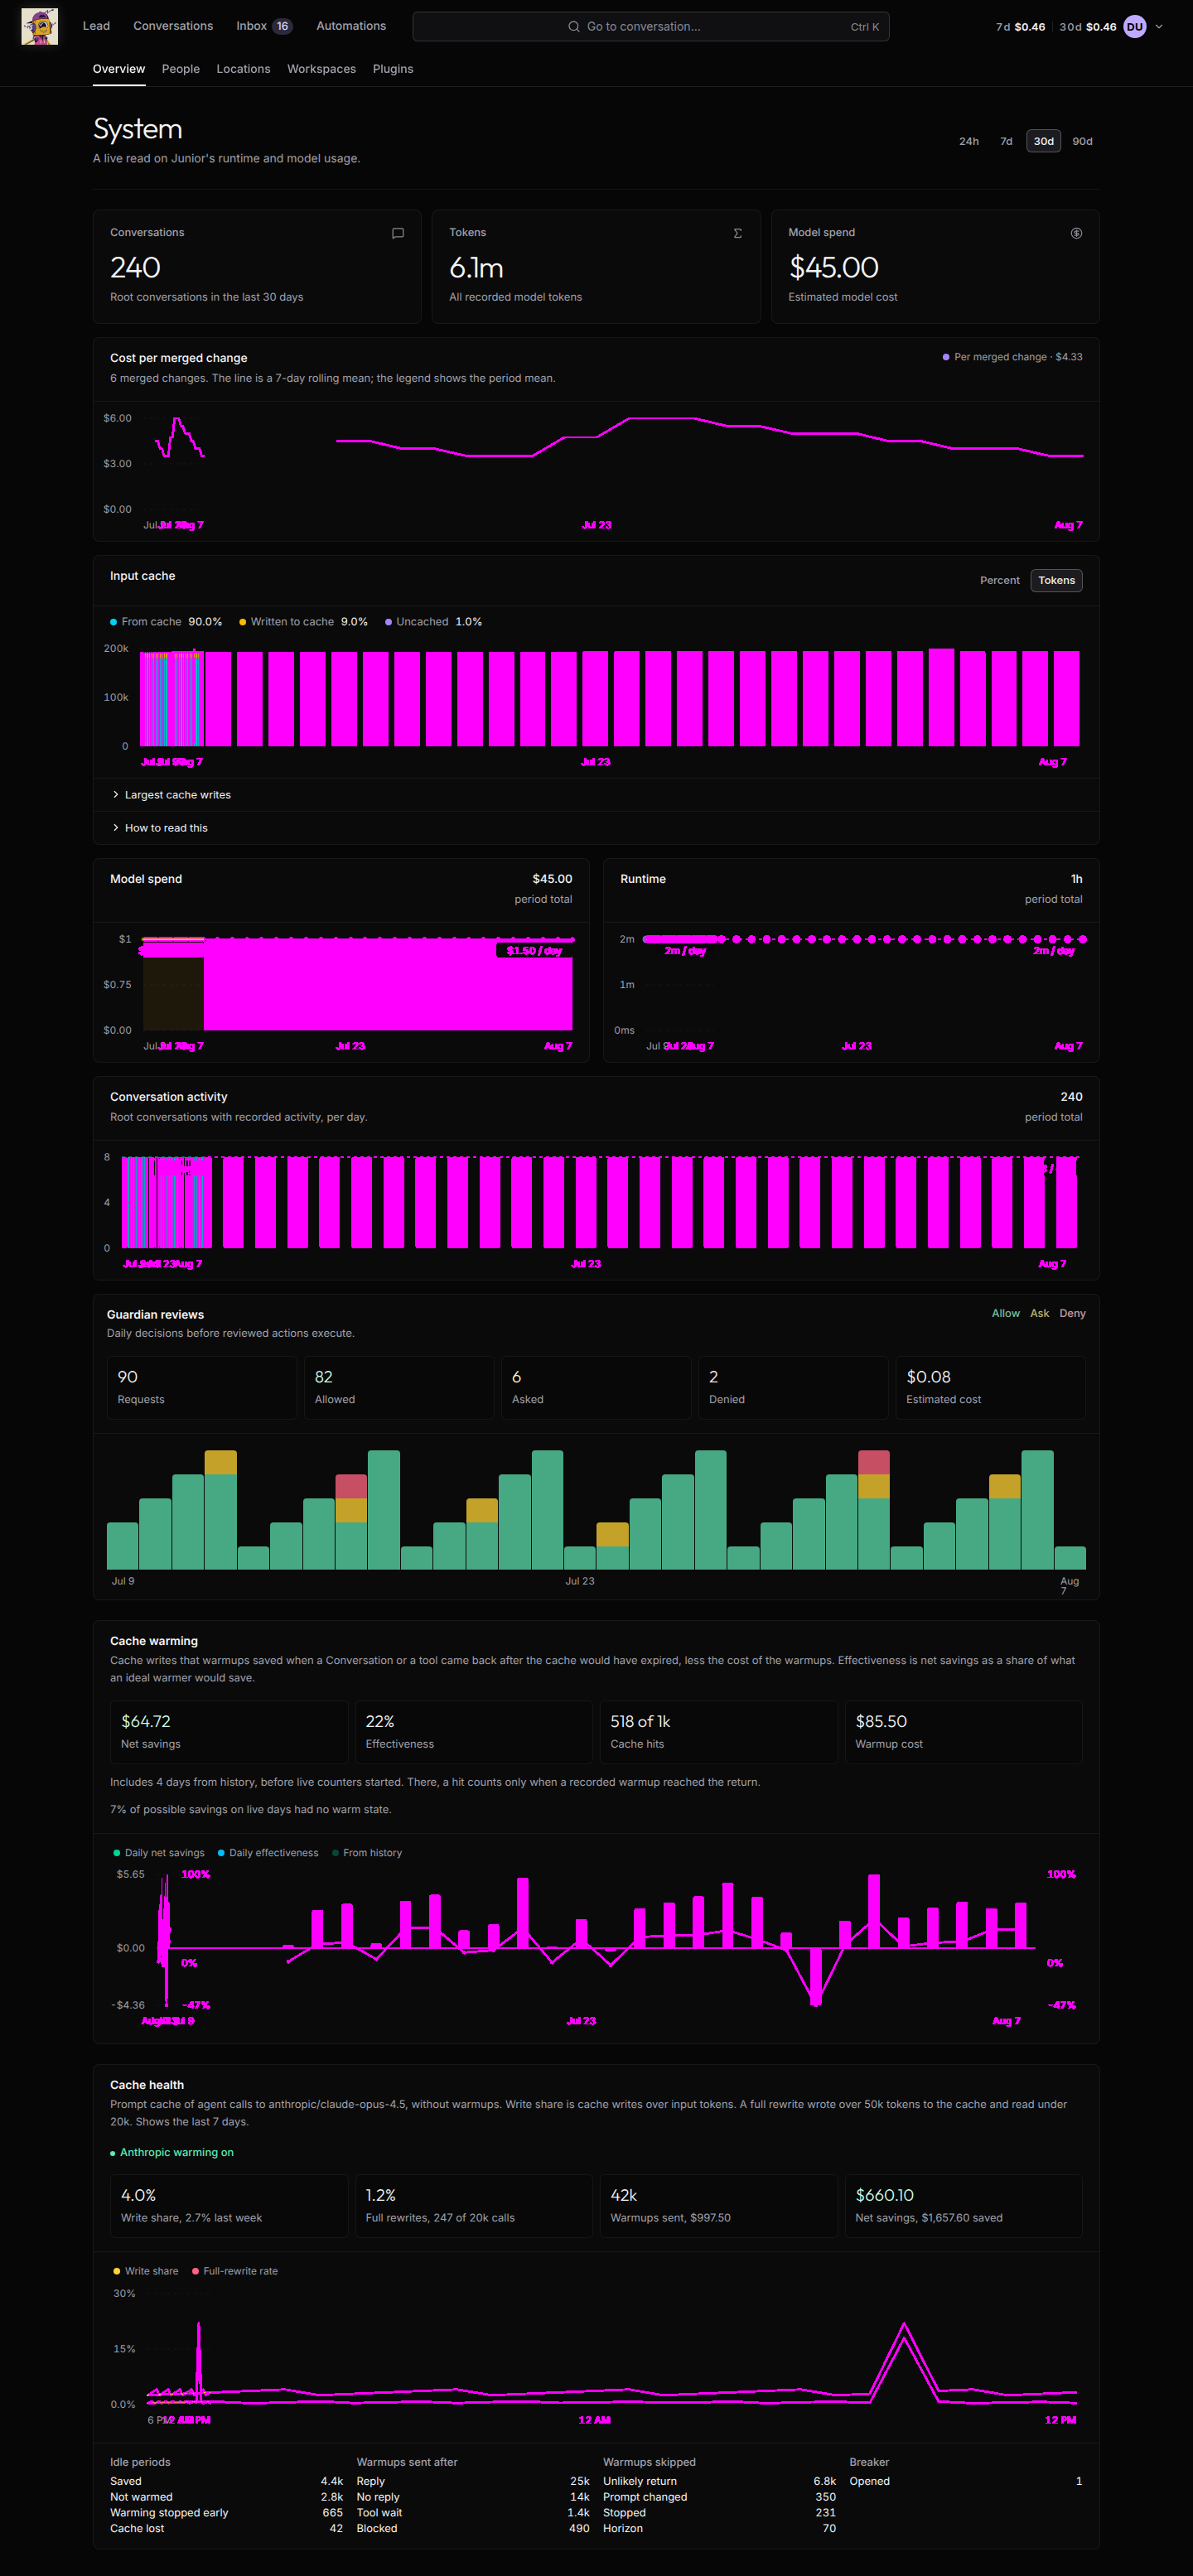 Lead Conversations Inbox 16 Automations Go to conversation... Ctrl K 7d $0.46 30d $0.46 DU
Overview People Locations Workspaces Plugins
System
A live read on Junior's runtime and model usage.
24h 7d 30d 90d
Conversations
240
Root conversations in the last 30 days
Tokens
6.1m
All recorded model tokens
Model spend
$45.00
Estimated model cost
Cost per merged change
Per merged change · $4.33
6 merged changes. The line is a 7-day rolling mean; the legend shows the period mean.
$6.00
$3.00
$0.00
Jul Aug 7 Jul 23 Aug 7
Input cache
Percent Tokens
From cache 90.0% Written to cache 9.0% Uncached 1.0%
200k
100k
0
Aug 7 Jul 23 Aug 7
Largest cache writes
How to read this
Model spend
$45.00
period total
$1
$1.50 / day
$0.75
$0.00
Jul Aug 7 Jul 23 Aug 7
Runtime
1h
period total
2m
2m / day 2m / day
1m
0ms
Jul 9 Aug 7 Jul 23 Aug 7
Conversation activity
240
Root conversations with recorded activity, per day.
period total
8
4
0
Aug 7 Jul 23 Aug 7
Guardian reviews
Allow Ask Deny
Daily decisions before reviewed actions execute.
90
Requests
82
Allowed
6
Asked
2
Denied
$0.08
Estimated cost
Jul 9 Jul 23 Aug
7
Cache warming
Cache writes that warmups saved when a Conversation or a tool came back after the cache would have expired, less the cost of the warmups. Effectiveness is net savings as a share of what
an ideal warmer would save.
$64.72
Net savings
22%
Effectiveness
518 of 1k
Cache hits
$85.50
Warmup cost
Includes 4 days from history, before live counters started. There, a hit counts only when a recorded warmup reached the return.
7% of possible savings on live days had no warm state.
Daily net savings Daily effectiveness From history
$5.65 100% 100%
$0.00
0% 0%
-$4.36 -47% -47%
Jul 9 Jul 23 Aug 7
Cache health
Prompt cache of agent calls to anthropic/claude-opus-4.5, without warmups. Write share is cache writes over input tokens. A full rewrite wrote over 50k tokens to the cache and read under
20k. Shows the last 7 days.
Anthropic warming on
4.0%
Write share, 2.7% last week
1.2%
Full rewrites, 247 of 20k calls
42k
Warmups sent, $997.50
$660.10
Net savings, $1,657.60 saved
Write share Full-rewrite rate
30%
15%
0.0%
12 AM 12 PM
Idle periods
Saved 4.4k
Not warmed 2.8k
Warming stopped early 665
Cache lost 42
Warmups sent after
Reply 25k
No reply 14k
Tool wait 1.4k
Blocked 490
Warmups skipped
Unlikely return 6.8k
Prompt changed 350
Stopped 231
Horizon 70
Breaker
Opened 1